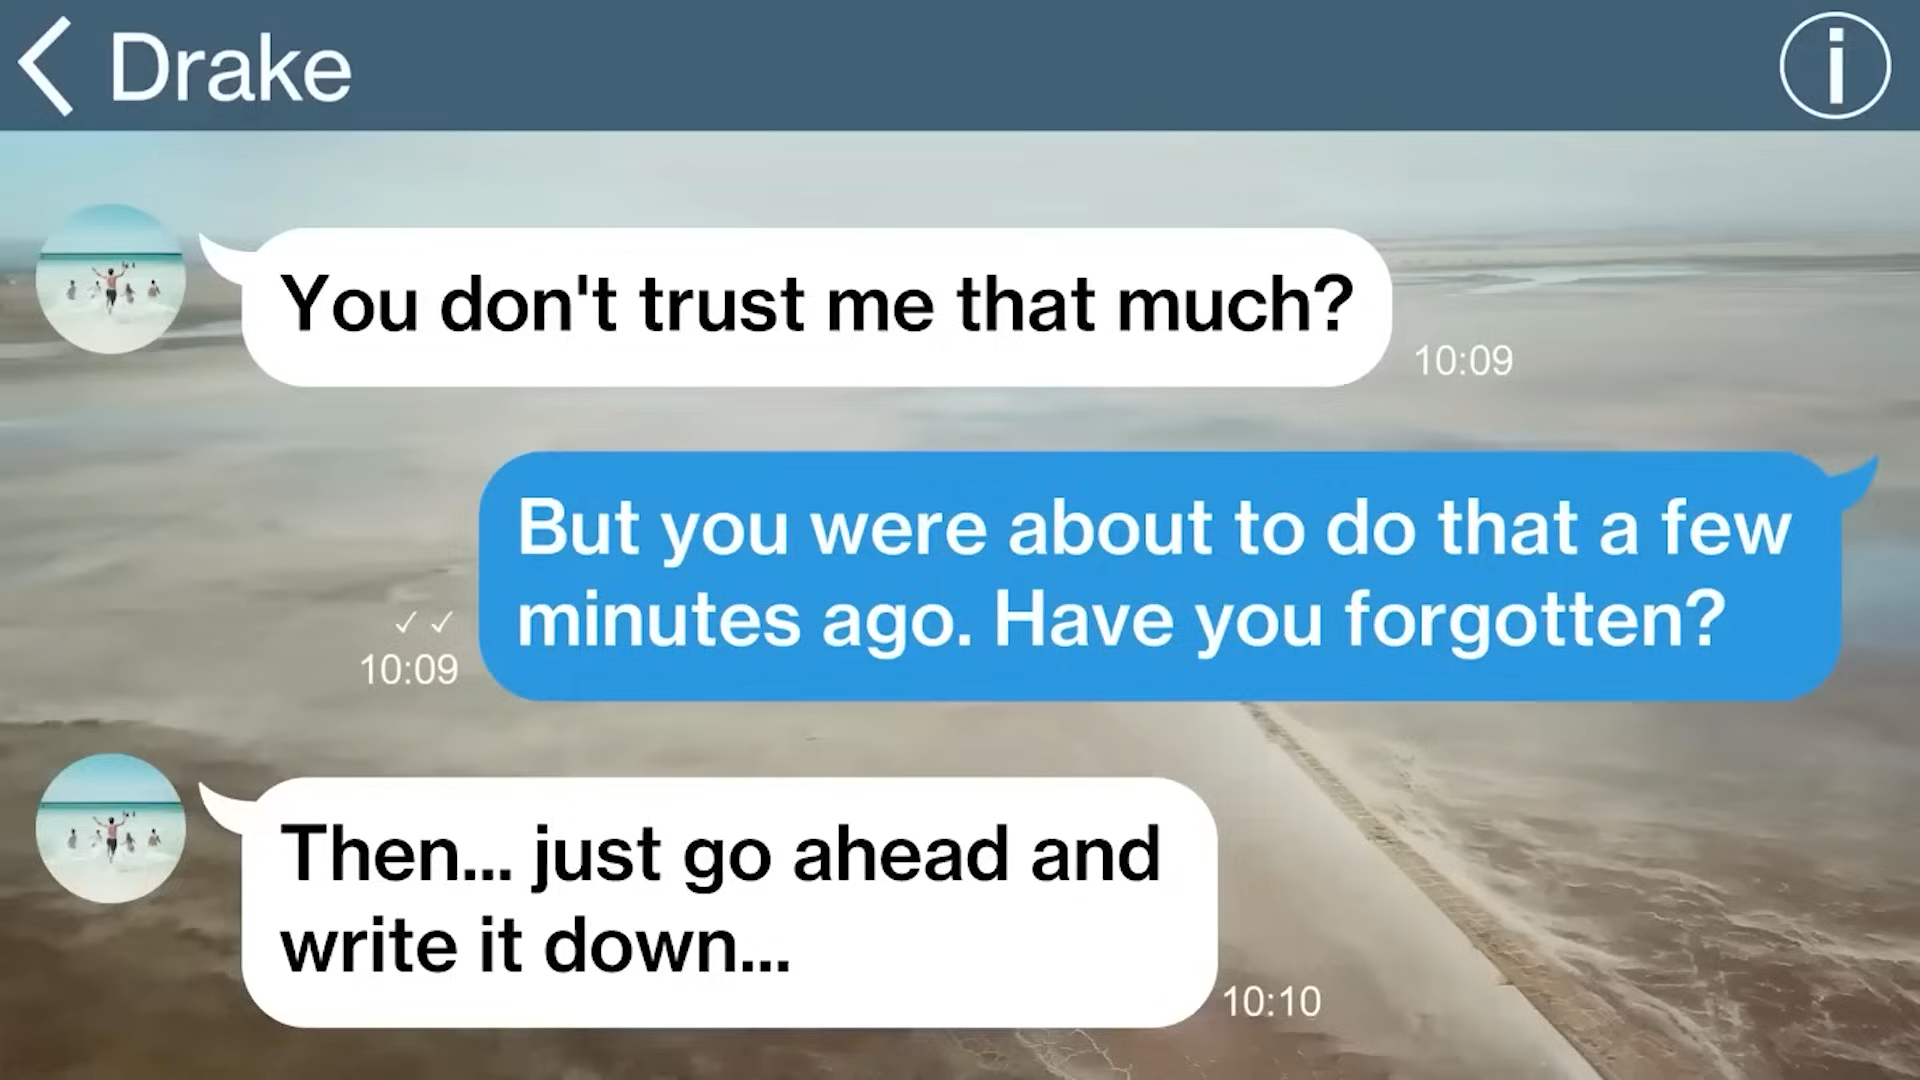 Drake
You don't trust me that much?
10:09
But you were about to do that a few
minutes ago. Have you forgotten?
10:09
Then... just go ahead and
write it down...
10:10